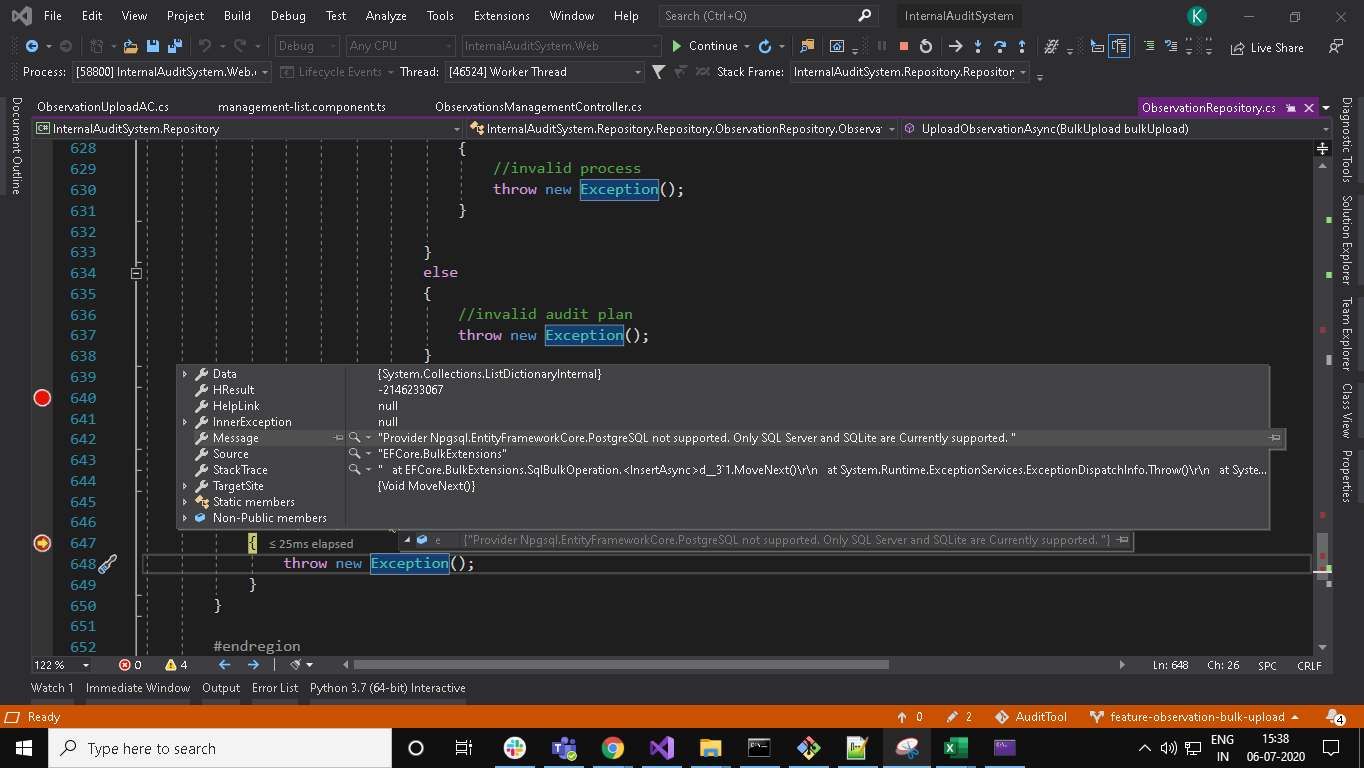 File Edit View Project Build Debug Test Analyze Tools Extensions Window Help Search (Ctrl+Q) InternalAuditSystem K
Debug Any CPU InternalAuditSystem.Web Continue Live Share
Process: [58800] InternalAuditSystem.Web. Lifecycle Events Thread: [46524] Worker Thread Stack Frame: InternalAuditSystem.Repository.Repository
ObservationUploadAC.cs management-list.component.ts ObservationsManagementController.cs ObservationRepository.cs
C# InternalAuditSystem.Repository InternalAuditSystem.Repository.Repository.ObservationRepository.Observa UploadObservationAsync(BulkUpload bulkUpload)
Document Outline
Diagnostic Tools
Solution Explorer
Team Explorer
Class View
Properties
628 {
629 //invalid process
630 throw new Exception();
631 }
632
633 }
634 else
635 {
636 //invalid audit plan
637 throw new Exception();
638 }
639 Data {System.Collections.ListDictionaryInternal}
HResult -2146233067
640 HelpLink null
641 InnerException null
642 Message "Provider Npgsql.EntityFrameworkCore.PostgreSQL not supported. Only SQL Server and SQLite are Currently supported. "
643 Source "EFCore.BulkExtensions"
StackTrace " at EFCore.BulkExtensions.SqlBulkOperation.<InsertAsync>d__3`1.MoveNext()\r\n at System.Runtime.ExceptionServices.ExceptionDispatchInfo.Throw()\r\n at Syste...
644 TargetSite {Void MoveNext()}
645 Static members
646 Non-Public members
647 { ≤ 25ms elapsed e {"Provider Npgsql.EntityFrameworkCore.PostgreSQL not supported. Only SQL Server and SQLite are Currently supported. "}
648 throw new Exception();
649 }
650 }
651
652 #endregion
122 % 0 4 Ln: 648 Ch: 26 SPC CRLF
Watch 1 Immediate Window Output Error List Python 3.7 (64-bit) Interactive
Ready 0 2 AuditTool feature-observation-bulk-upload 4
Type here to search ENG IN 15:38 06-07-2020